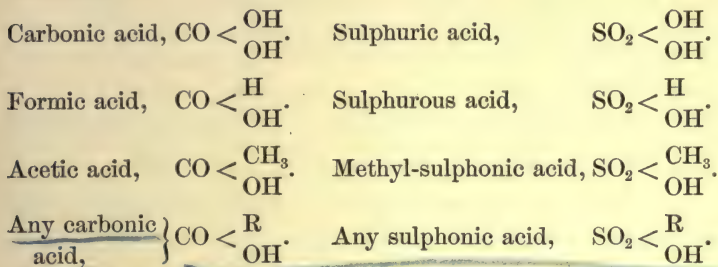 Carbonic acid, CO < OH OH. Sulphuric acid, SO₂ < OH OH.
Formic acid, CO < H OH. Sulphurous acid, SO₂ < H OH.
Acetic acid, CO < CH₃ OH. Methyl-sulphonic acid, SO₂ < CH₃ OH.
Any carbonic acid, } CO < R OH. Any sulphonic acid, SO₂ < R OH.